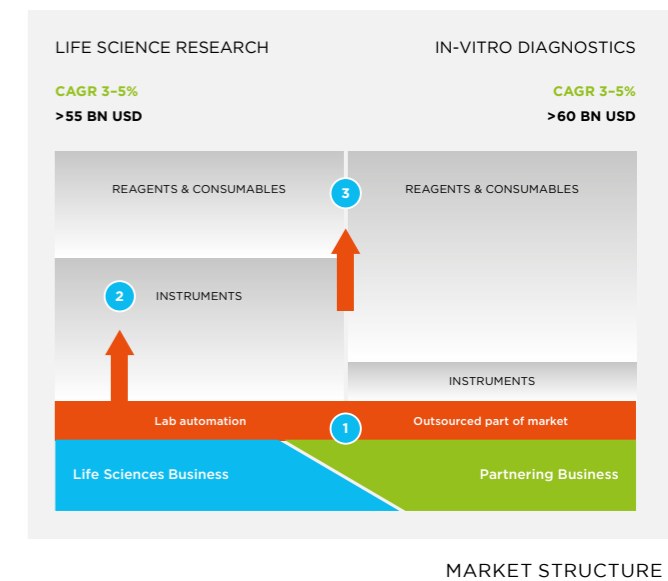 LIFE SCIENCE RESEARCH
IN-VITRO DIAGNOSTICS
CAGR 3–5%
CAGR 3–5%
>55 BN USD
>60 BN USD
REAGENTS & CONSUMABLES
3
REAGENTS & CONSUMABLES
2
INSTRUMENTS
INSTRUMENTS
Lab automation
1
Outsourced part of market
Life Sciences Business
Partnering Business
MARKET STRUCTURE